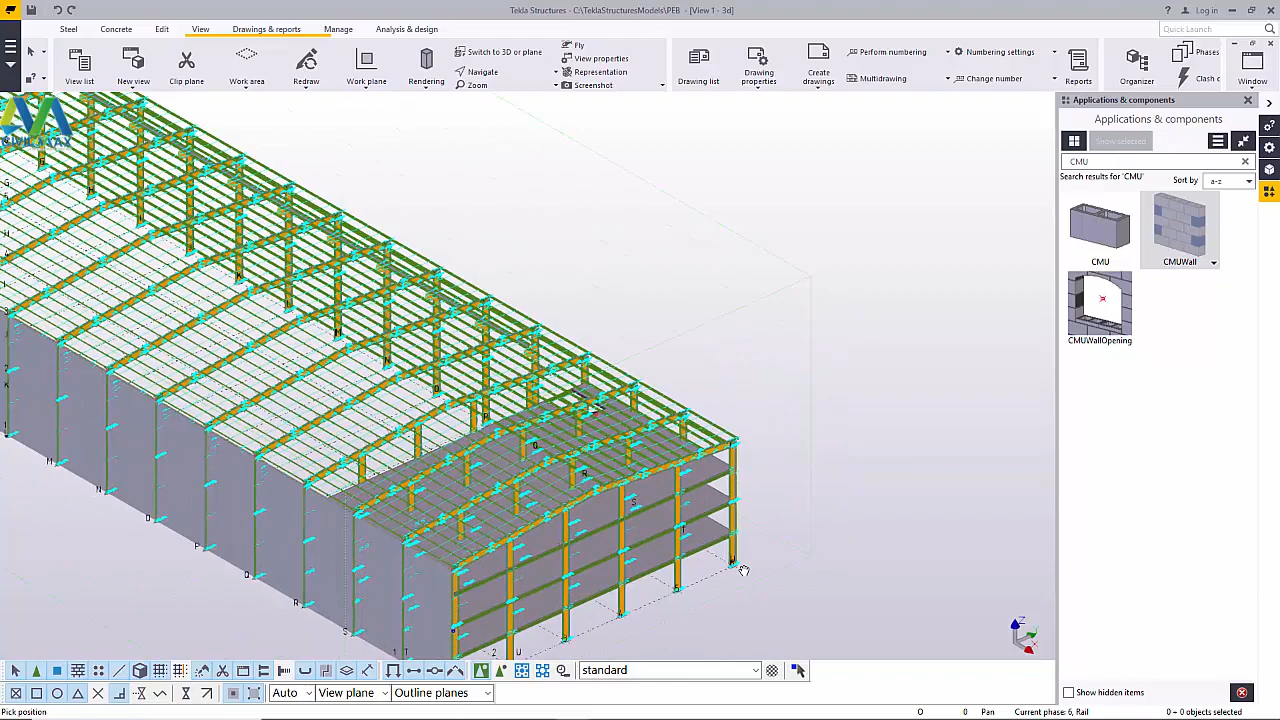 Tekla Structures - C:\TeklaStructuresModels\PEB - [View 1 - 3d]
? Log in
Steel Concrete Edit View Drawings & reports Manage Analysis & design
Quick Launch
View list
New view
Clip plane
Work area
Redraw
Work plane
Rendering
Switch to 3D or plane
Navigate
Zoom
Fly
View properties
Representation
Screenshot
Drawing list
Drawing properties
Create drawings
Perform numbering
Multidrawing
Numbering settings
Change number
Reports
Organizer
Phases
Clash c
Window
Applications & components
Applications & components
Show selected
CMU
Search results for 'CMU'
Sort by
a-z
CMU
CMUWall
CMUWallOpening
G
H
M
N
O
P
Q
R
S
T
2 U
standard
Auto
View plane
Outline planes
Show hidden items
Pick position
O 0 Pan Current phase: 6, Rail 0 - 0 objects selected